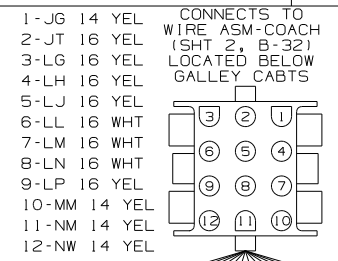 1-JG 14 YEL
2-JT 16 YEL
3-LG 16 YEL
4-LH 16 YEL
5-LJ 16 YEL
6-LL 16 WHT
7-LM 16 WHT
8-LN 16 WHT
9-LP 16 YEL
10-MM 14 YEL
11-NM 14 YEL
12-NW 14 YEL
CONNECTS TO
WIRE ASM-COACH
(SHT 2, B-32)
LOCATED BELOW
GALLEY CABTS
3 2 1
6 5 4
9 8 7
12 11 10